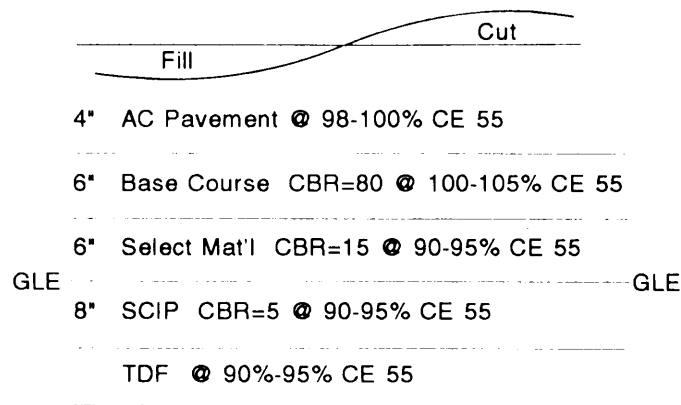 Cut
Fill
4" AC Pavement @ 98-100% CE 55
6" Base Course CBR=80 @ 100-105% CE 55
6" Select Mat'l CBR=15 @ 90-95% CE 55
GLE GLE
8" SCIP CBR=5 @ 90-95% CE 55
TDF @ 90%-95% CE 55